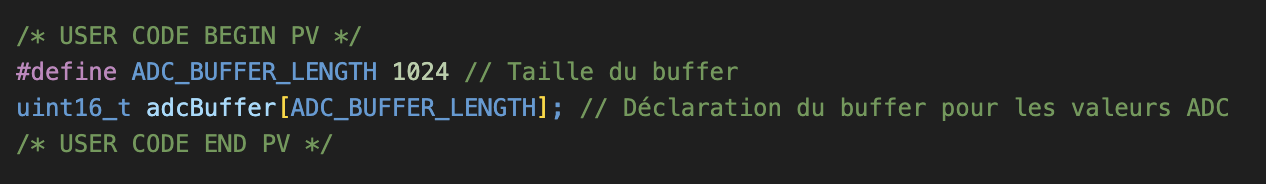 /* USER CODE BEGIN PV */
#define ADC_BUFFER_LENGTH 1024 // Taille du buffer
uint16_t adcBuffer[ADC_BUFFER_LENGTH]; // Déclaration du buffer pour les valeurs ADC
/* USER CODE END PV */